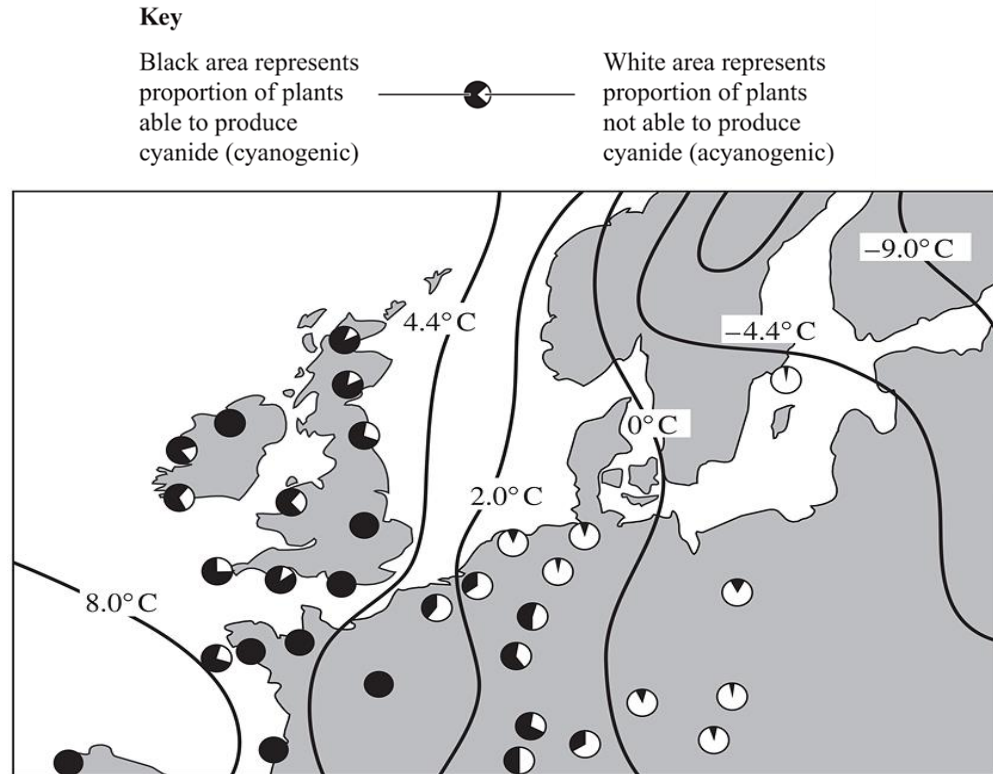 Key
Black area represents
proportion of plants
able to produce
cyanide (cyanogenic)
White area represents
proportion of plants
not able to produce
cyanide (acyanogenic)
–9.0°C
4.4°C
–4.4°C
0°C
2.0°C
8.0°C